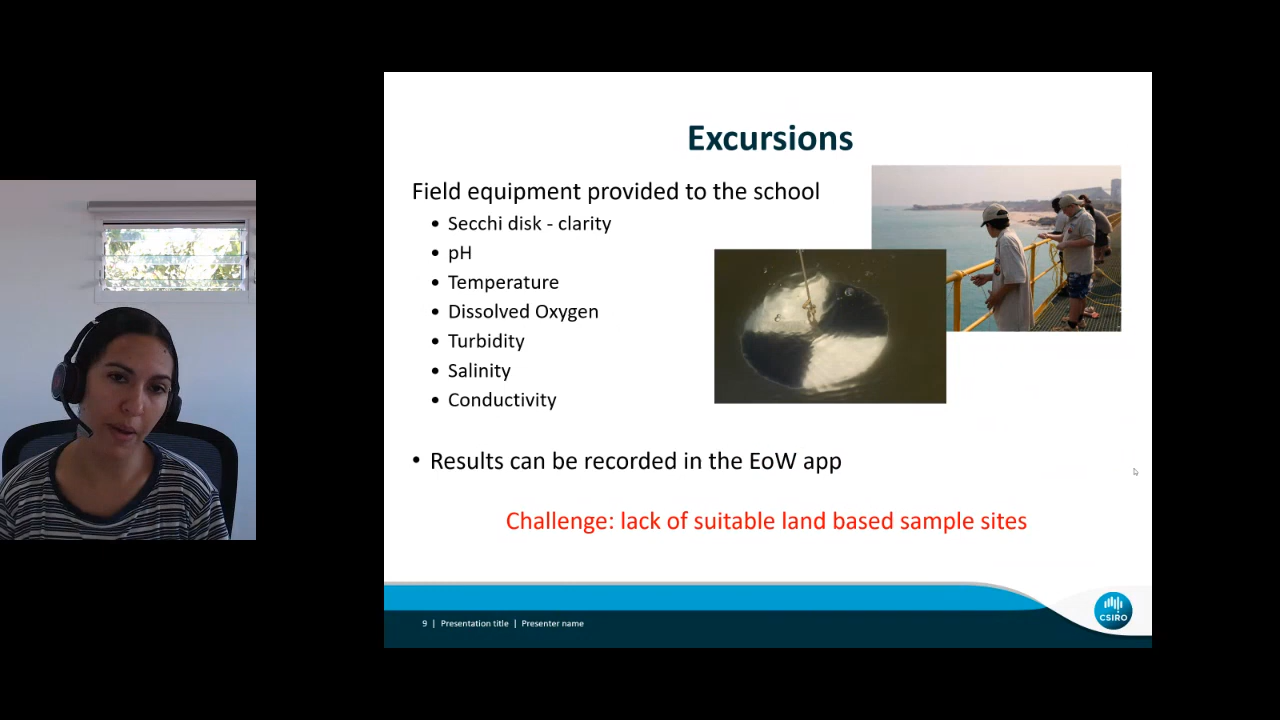 Excursions
Field equipment provided to the school
• Secchi disk - clarity
• pH
• Temperature
• Dissolved Oxygen
• Turbidity
• Salinity
• Conductivity
• Results can be recorded in the EoW app
Challenge: lack of suitable land based sample sites
9 | Presentation title | Presenter name
CSIRO